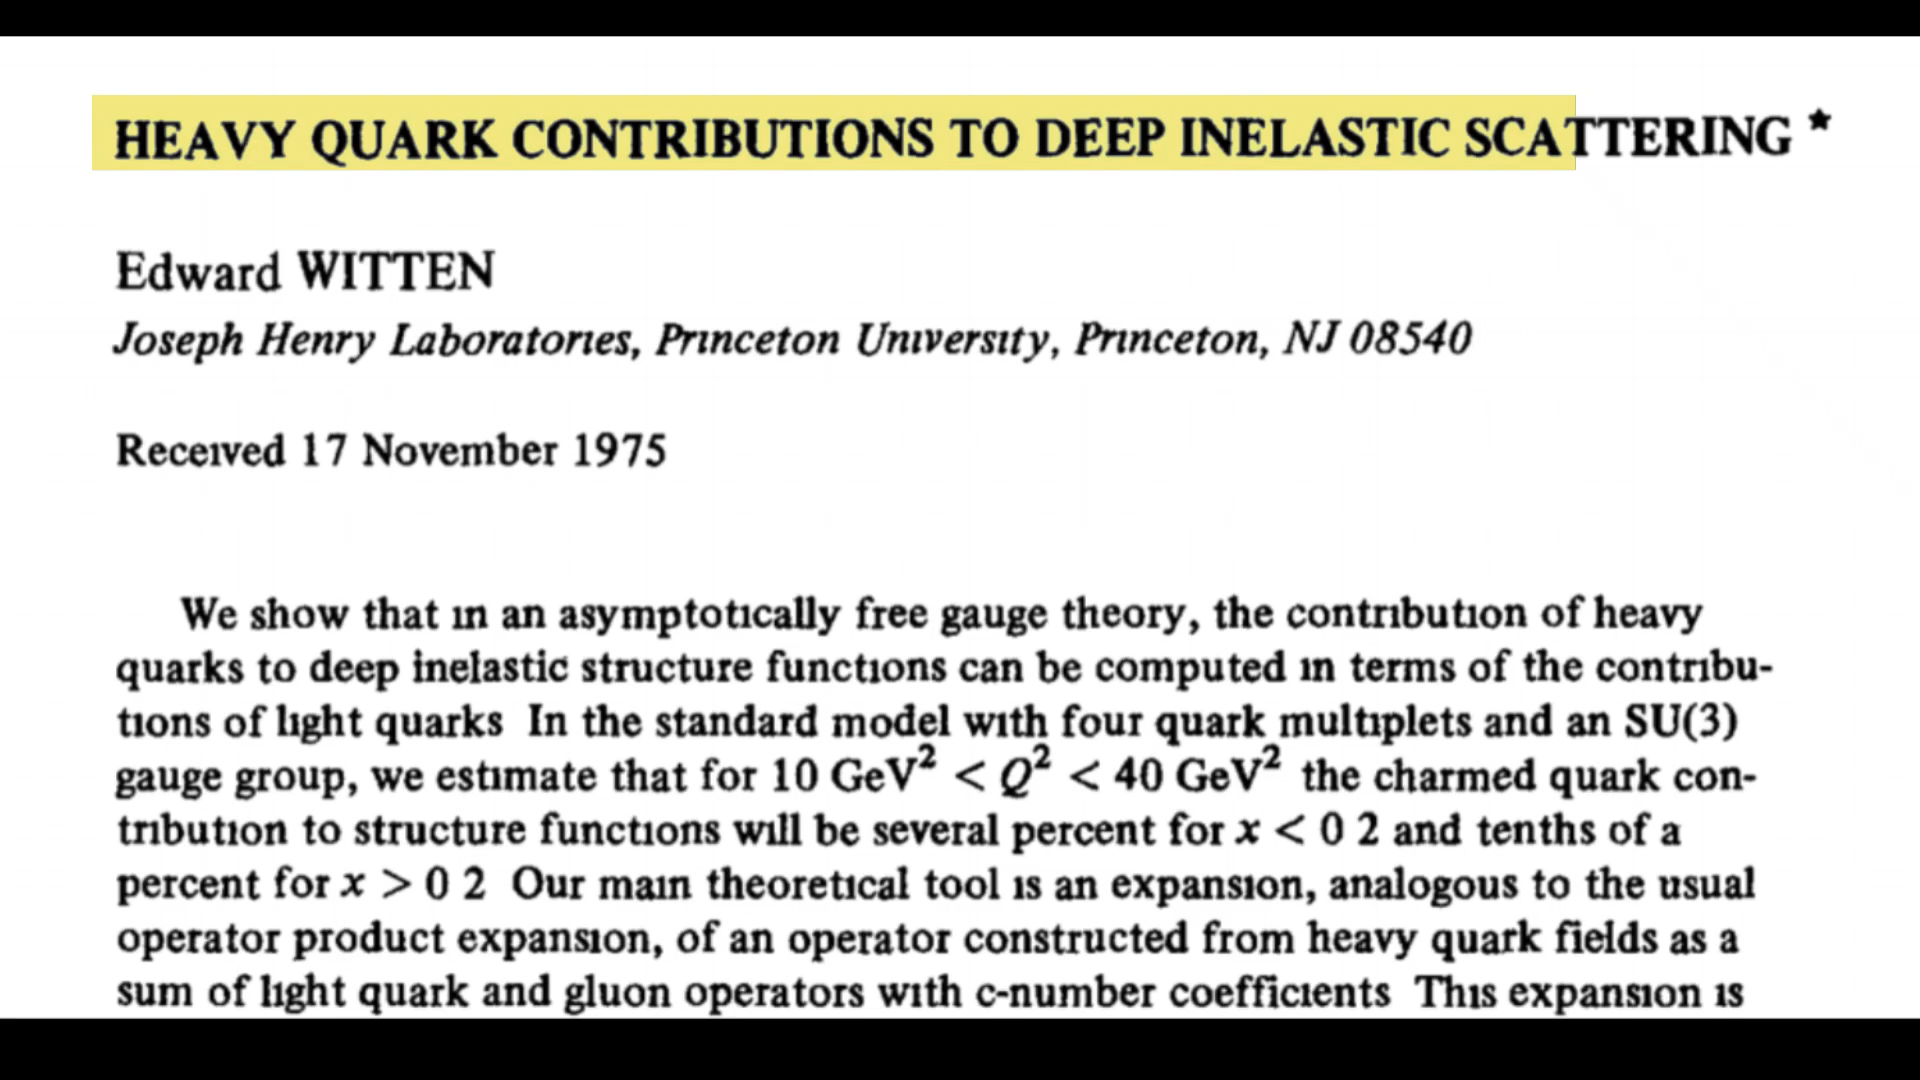 HEAVY QUARK CONTRIBUTIONS TO DEEP INELASTIC SCATTERING *
Edward WITTEN
Joseph Henry Laboratories, Princeton University, Princeton, NJ 08540
Received 17 November 1975
We show that in an asymptotically free gauge theory, the contribution of heavy
quarks to deep inelastic structure functions can be computed in terms of the contribu-
tions of light quarks In the standard model with four quark multiplets and an SU(3)
gauge group, we estimate that for 10 GeV² < Q² < 40 GeV² the charmed quark con-
tribution to structure functions will be several percent for x < 0 2 and tenths of a
percent for x > 0 2 Our main theoretical tool is an expansion, analogous to the usual
operator product expansion, of an operator constructed from heavy quark fields as a
sum of light quark and gluon operators with c-number coefficients This expansion is